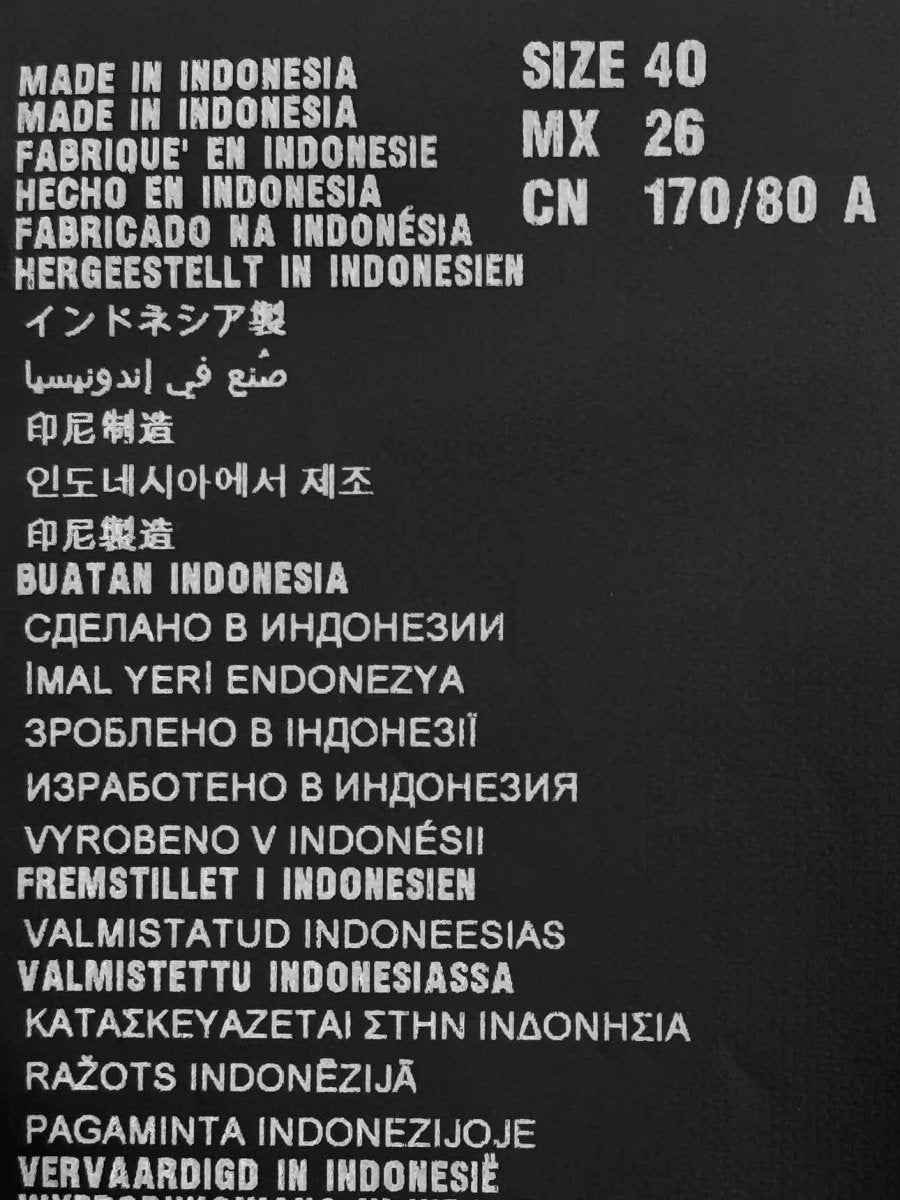 MADE IN INDONESIA
MADE IN INDONESIA
FABRIQUE' EN INDONESIE
HECHO EN INDONESIA
FABRICADO NA INDONÉSIA
HERGEESTELLT IN INDONESIEN
インドネシア製
صُنع في إندونيسيا
印尼制造
인도네시아에서 제조
印尼製造
BUATAN INDONESIA
СДЕЛАНО В ИНДОНЕЗИИ
İMAL YERİ ENDONEZYA
ЗРОБЛЕНО В ІНДОНЕЗІЇ
ИЗРАБОТЕНО В ИНДОНЕЗИЯ
VYROBENO V INDONÉSII
FREMSTILLET I INDONESIEN
VALMISTATUD INDONEESIAS
VALMISTETTU INDONESIASSA
ΚΑΤΑΣΚΕΥΑΖΕΤΑΙ ΣΤΗΝ ΙΝΔΟΝΗΣΙΑ
RAŽOTS INDONĒZIJĀ
PAGAMINTA INDONEZIJOJE
VERVAARDIGD IN INDONESIË
SIZE 40
MX 26
CN 170/80 A